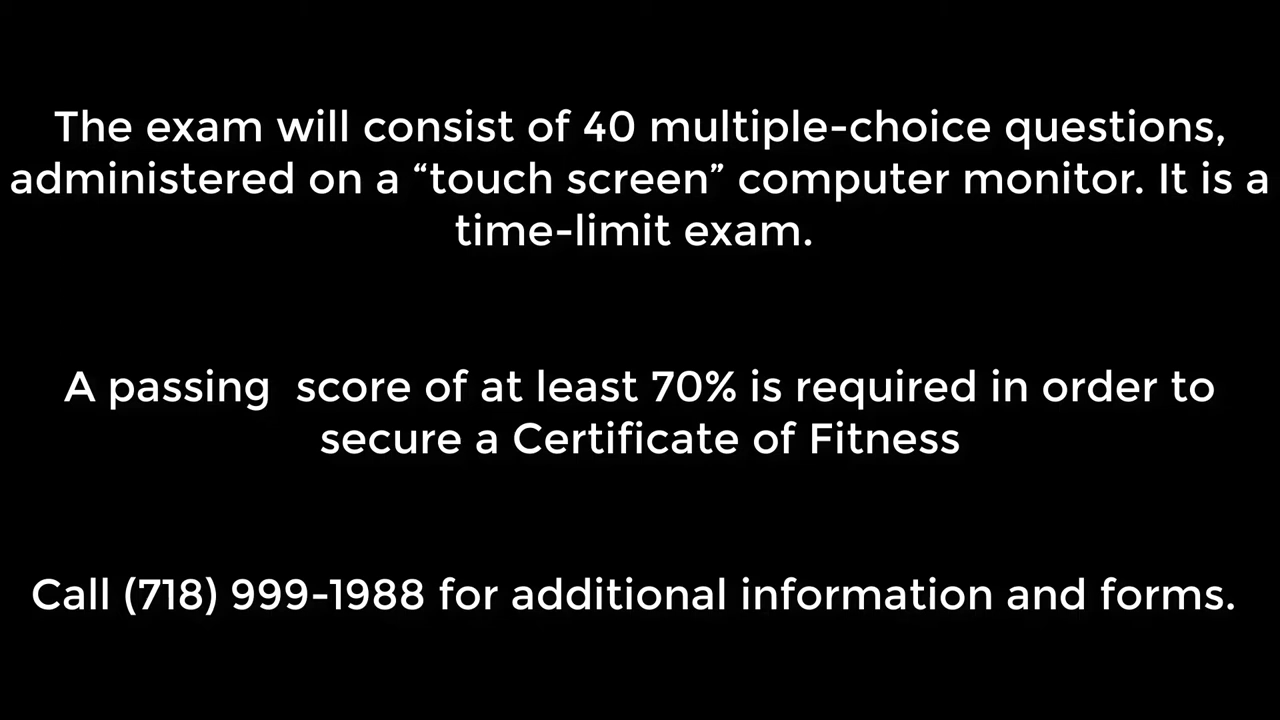 The exam will consist of 40 multiple-choice questions,
administered on a “touch screen” computer monitor. It is a
time-limit exam.
A passing  score of at least 70% is required in order to
secure a Certificate of Fitness
Call (718) 999-1988 for additional information and forms.